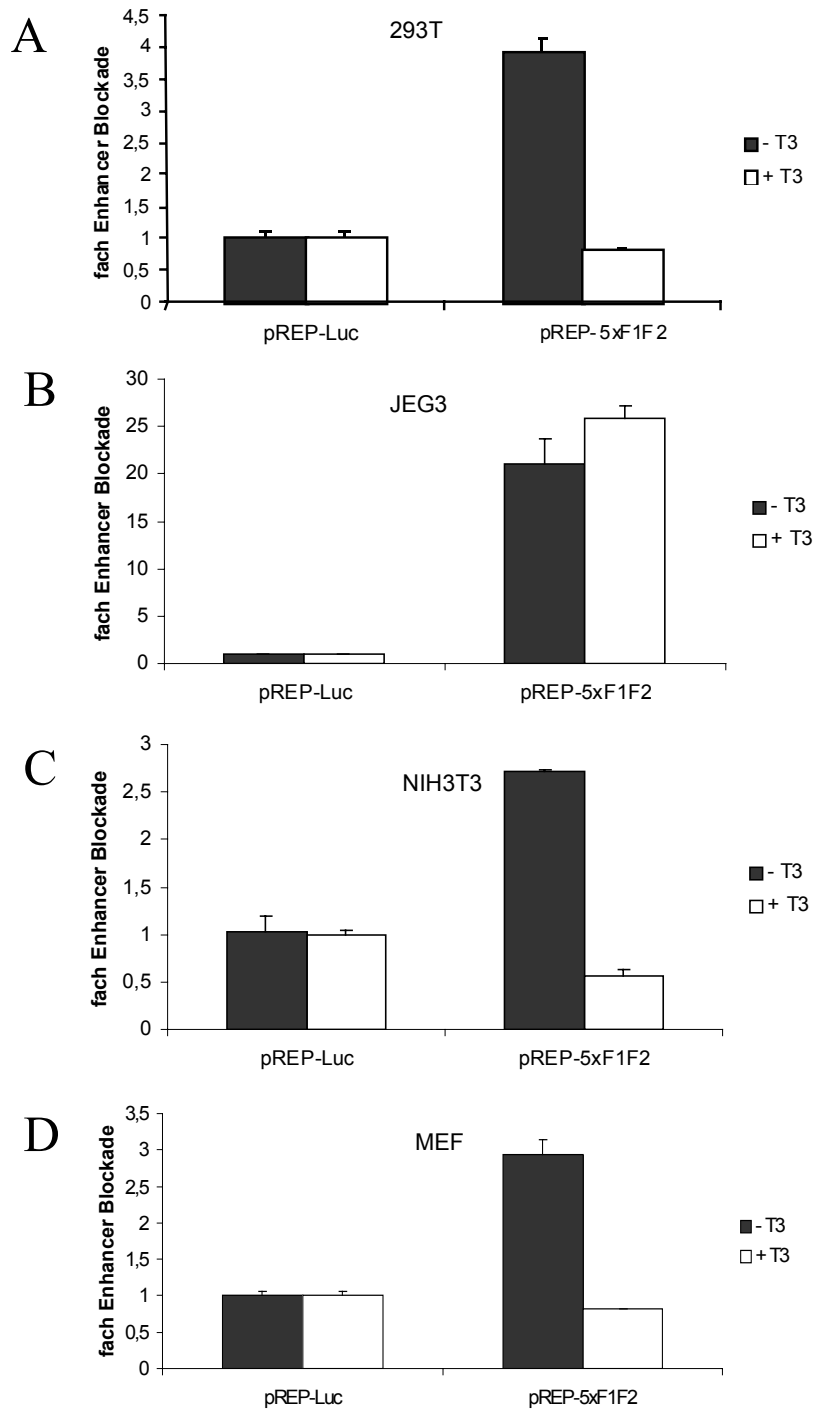 A
293T
fach Enhancer Blockade
4,5
4
3,5
3
2,5
2
1,5
1
0,5
0
pREP-Luc
pREP-5xF1F2
- T3
+ T3
B
JEG3
fach Enhancer Blockade
30
25
20
15
10
5
0
pREP-Luc
pREP-5xF1F2
- T3
+ T3
C
NIH3T3
fach Enhancer Blockade
3
2,5
2
1,5
1
0,5
0
pREP-Luc
pREP-5xF1F2
- T3
+ T3
D
MEF
fach Enhancer Blockade
3,5
3
2,5
2
1,5
1
0,5
0
pREP-Luc
pREP-5xF1F2
- T3
+ T3